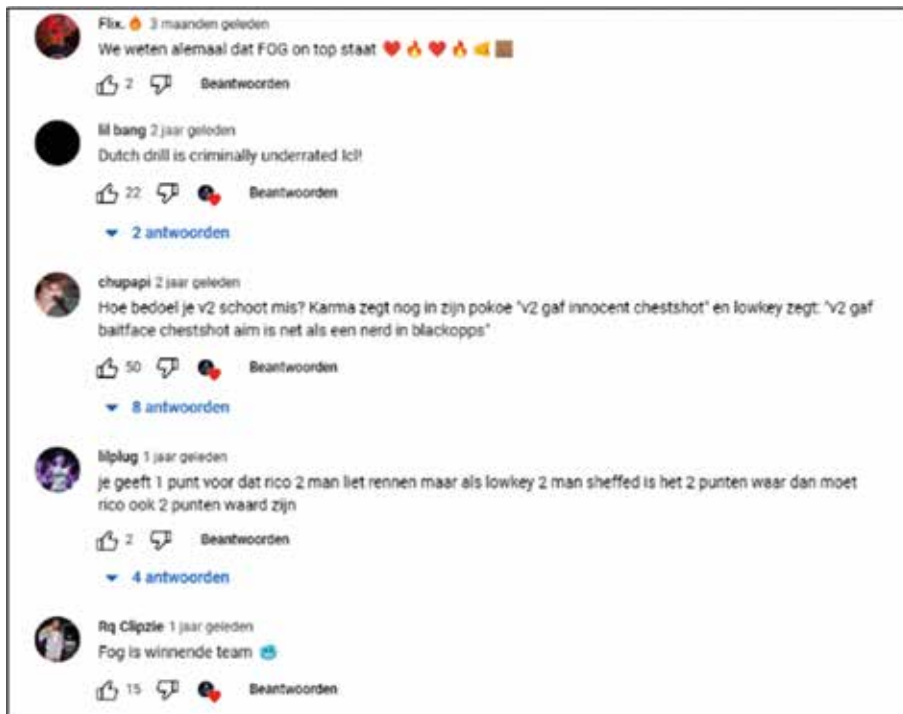 Flix. 🔥 3 maanden geleden
We weten alemaal dat FOG on top staat ❤️🔥❤️🔥🤙🏾🟫
2 Beantwoorden
lil bang 2 jaar geleden
Dutch drill is criminally underrated lcl!
22 Beantwoorden
2 antwoorden
chupapi 2 jaar geleden
Hoe bedoel je v2 schoot mis? Karma zegt nog in zijn pokoe "v2 gaf innocent chestshot" en lowkey zegt: "v2 gaf
baitface chestshot aim is net als een nerd in blackopps"
50 Beantwoorden
8 antwoorden
lilplug 1 jaar geleden
je geeft 1 punt voor dat rico 2 man liet rennen maar als lowkey 2 man sheffed is het 2 punten waar dan moet
rico ook 2 punten waard zijn
2 Beantwoorden
4 antwoorden
Rq Clipzie 1 jaar geleden
Fog is winnende team 🥶
15 Beantwoorden